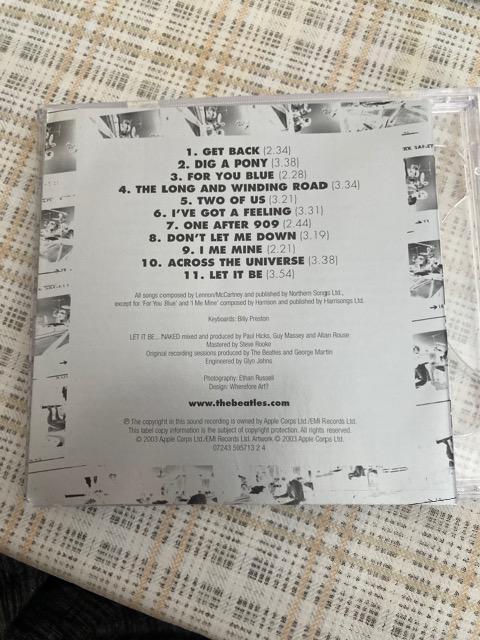 1. GET BACK (2.34)
2. DIG A PONY (3.38)
3. FOR YOU BLUE (2.28)
4. THE LONG AND WINDING ROAD (3.34)
5. TWO OF US (3.21)
6. I'VE GOT A FEELING (3.31)
7. ONE AFTER 909 (2.44)
8. DON'T LET ME DOWN (3.19)
9. I ME MINE (2.21)
10. ACROSS THE UNIVERSE (3.38)
11. LET IT BE (3.54)
All songs composed by Lennon/McCartney and published by Northern Songs Ltd.,
except for 'For You Blue' and 'I Me Mine' composed by Harrison and published by Harrisongs Ltd.
Keyboards: Billy Preston
LET IT BE... NAKED mixed and produced by Paul Hicks, Guy Massey and Allan Rouse
Mastered by Steve Rooke
Original recording sessions produced by The Beatles and George Martin
Engineered by Glyn Johns
Photography: Ethan Russell
Design: Wherefore Art?
www.thebeatles.com
℗ The copyright in this sound recording is owned by Apple Corps Ltd./EMI Records Ltd.
This label copy information is the subject of copyright protection. All rights reserved.
© 2003 Apple Corps Ltd./EMI Records Ltd. Artwork © 2003 Apple Corps Ltd.
07243 595713 2 4